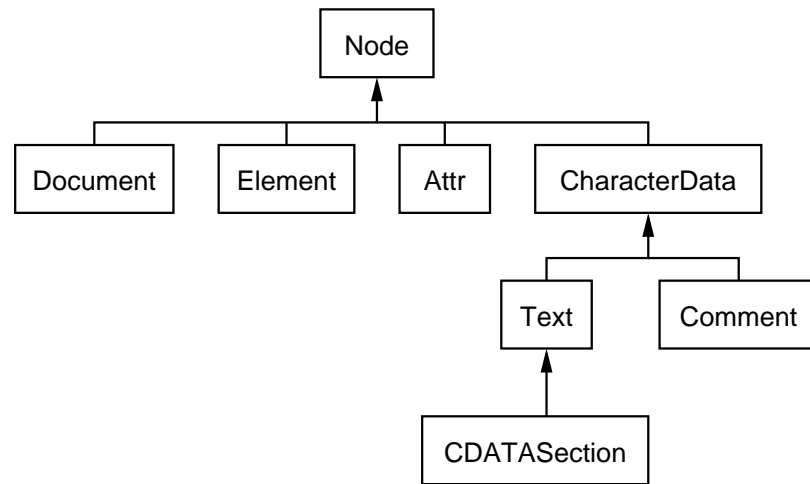 Node
Document
Element
Attr
CharacterData
Text
Comment
CDATASection